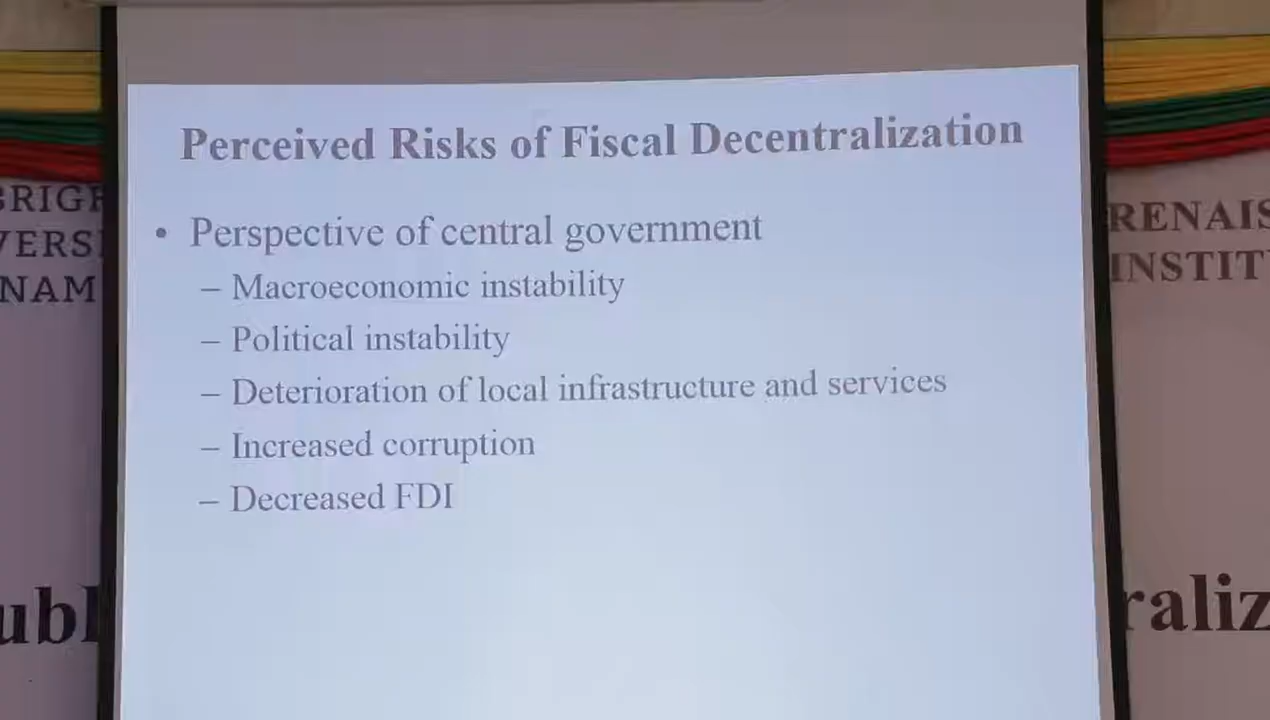 Perceived Risks of Fiscal Decentralization
• Perspective of central government
– Macroeconomic instability
– Political instability
– Deterioration of local infrastructure and services
– Increased corruption
– Decreased FDI
BRIGH
VERSI
NAM
RENAIS
INSTIT
ubl
raliz